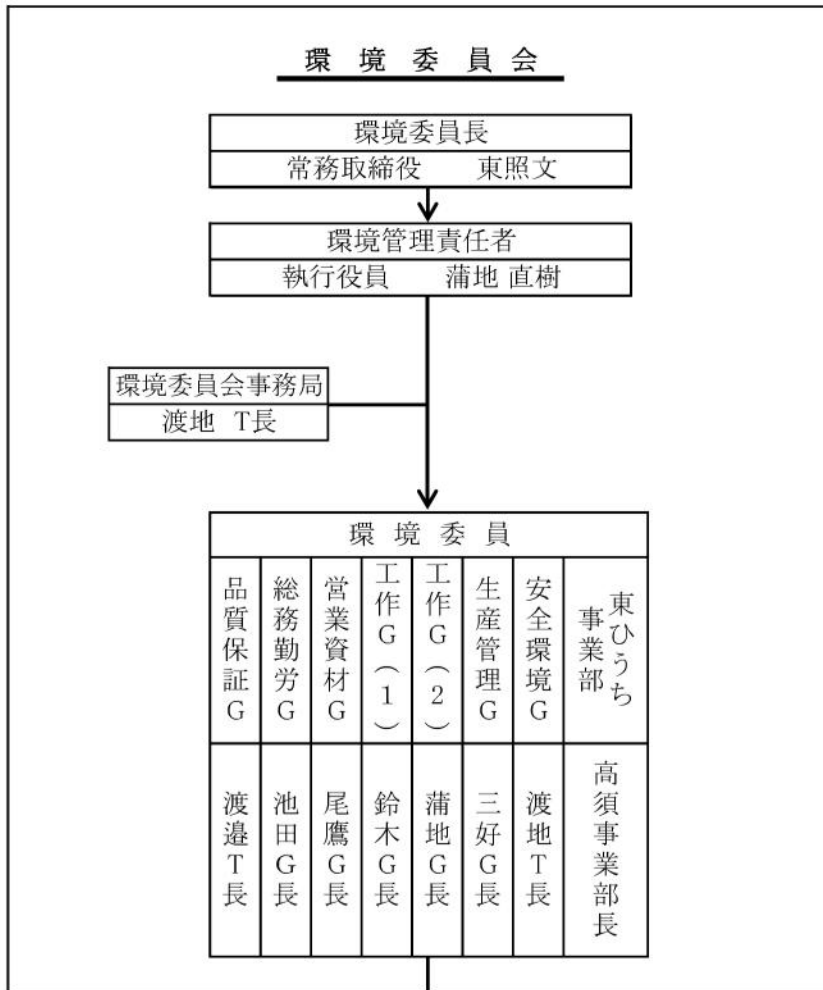 環境委員会
環境委員長
常務取締役 東照文
環境管理責任者
執行役員 蒲地 直樹
環境委員会事務局
渡地 T長
環境委員
品質保証G
総務勤労G
営業資材G
工作G(1)
工作G(2)
生産管理G
安全環境G
東ひうち
事業部
渡邉T長
池田G長
尾鷹G長
鈴木G長
蒲地G長
三好G長
渡地T長
高須事業部長